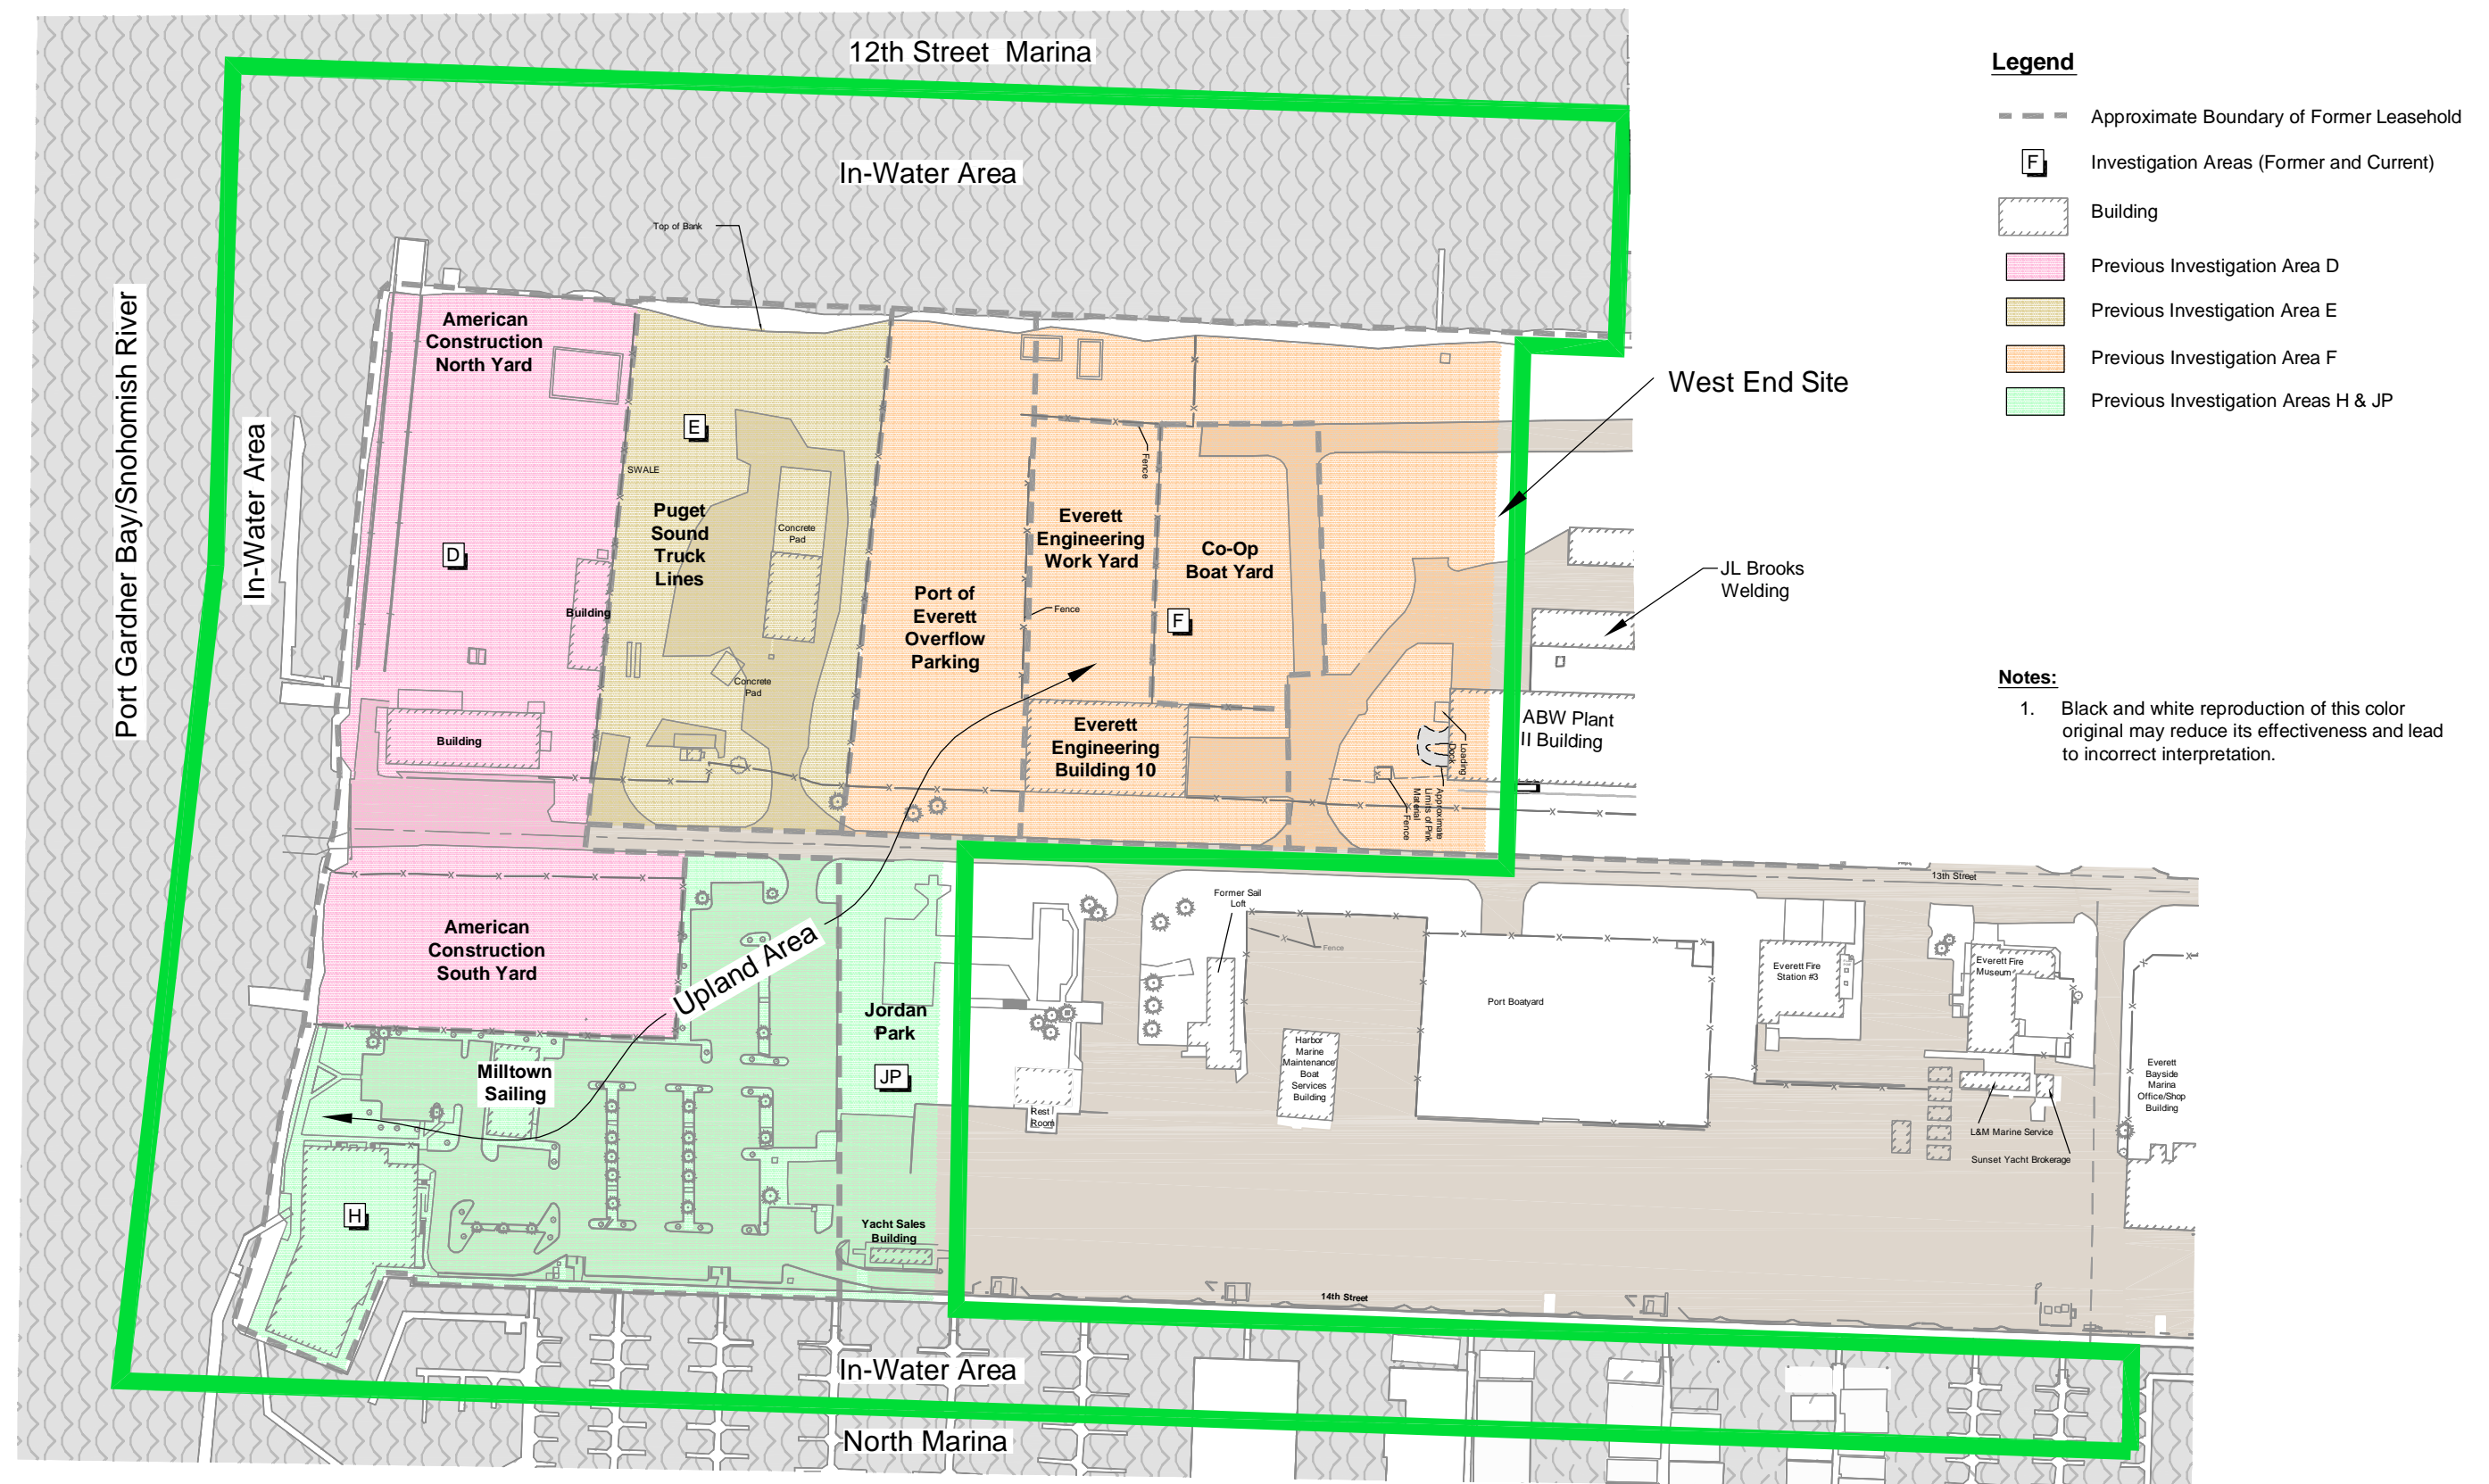 12th Street Marina
In-Water Area
Top of Bank
Port Gardner Bay/Snohomish River
In-Water Area
American
Construction
North Yard
E
SWALE
D
Puget
Sound
Truck
Lines
Concrete
Pad
Building
Concrete
Pad
Building
Port of
Everett
Overflow
Parking
Everett
Engineering
Work Yard
Fence
Fence
Co-Op
Boat Yard
F
Everett
Engineering
Building 10
West End Site
JL Brooks
Welding
ABW Plant
II Building
Loading
Dock
Approximate
Limits of Pink
Material
Fence
American
Construction
South Yard
Upland Area
Milltown
Sailing
H
Jordan
Park
JP
Yacht Sales
Building
Rest
Room
Former Sail
Loft
Fence
Harbor
Marine
Maintenance
Boat
Services
Building
Port Boatyard
13th Street
Everett Fire
Station #3
Everett Fire
Museum
L&M Marine Service
Sunset Yacht Brokerage
Everett
Bayside
Marina
Office/Shop
Building
14th Street
In-Water Area
North Marina
Legend
Approximate Boundary of Former Leasehold
F
Investigation Areas (Former and Current)
Building
Previous Investigation Area D
Previous Investigation Area E
Previous Investigation Area F
Previous Investigation Areas H & JP
Notes:
1. Black and white reproduction of this color
original may reduce its effectiveness and lead
to incorrect interpretation.